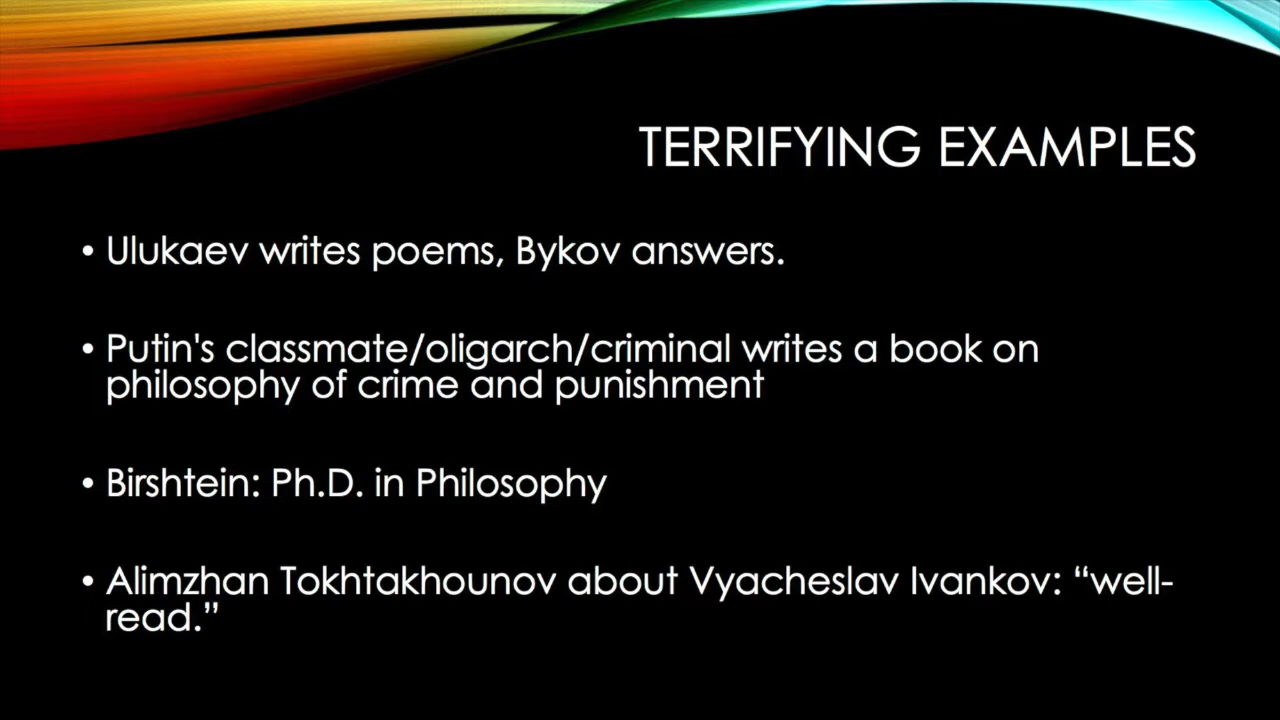 TERRIFYING EXAMPLES
• Ulukaev writes poems, Bykov answers.
• Putin's classmate/oligarch/criminal writes a book on
philosophy of crime and punishment
• Birshtein: Ph.D. in Philosophy
• Alimzhan Tokhtakhounov about Vyacheslav Ivankov: “well-
read.”